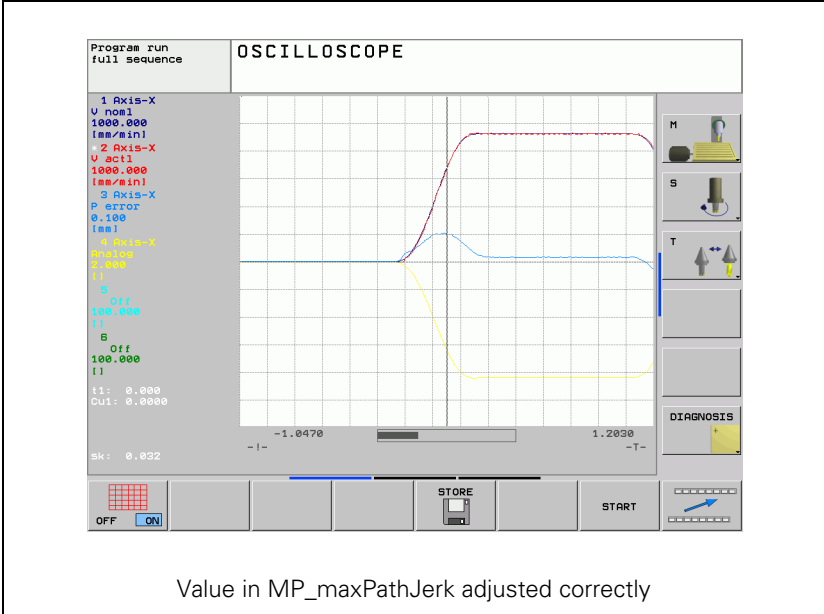 Program run
full sequence
OSCILLOSCOPE
1 Axis-X
V noml
1000.000
[mm/min]
2 Axis-X
V actl
1000.000
[mm/min]
3 Axis-X
P error
0.100
[mm]
4 Axis-X
Analog
2.000
[]
5
Off
100.000
[]
6
Off
100.000
[]
t1: 0.000
Cu1: 0.0000
sk: 0.032
-1.0470
1.2030
-!-
-T-
M
S
T
DIAGNOSIS
OFF ON
STORE
START
Value in MP_maxPathJerk adjusted correctly